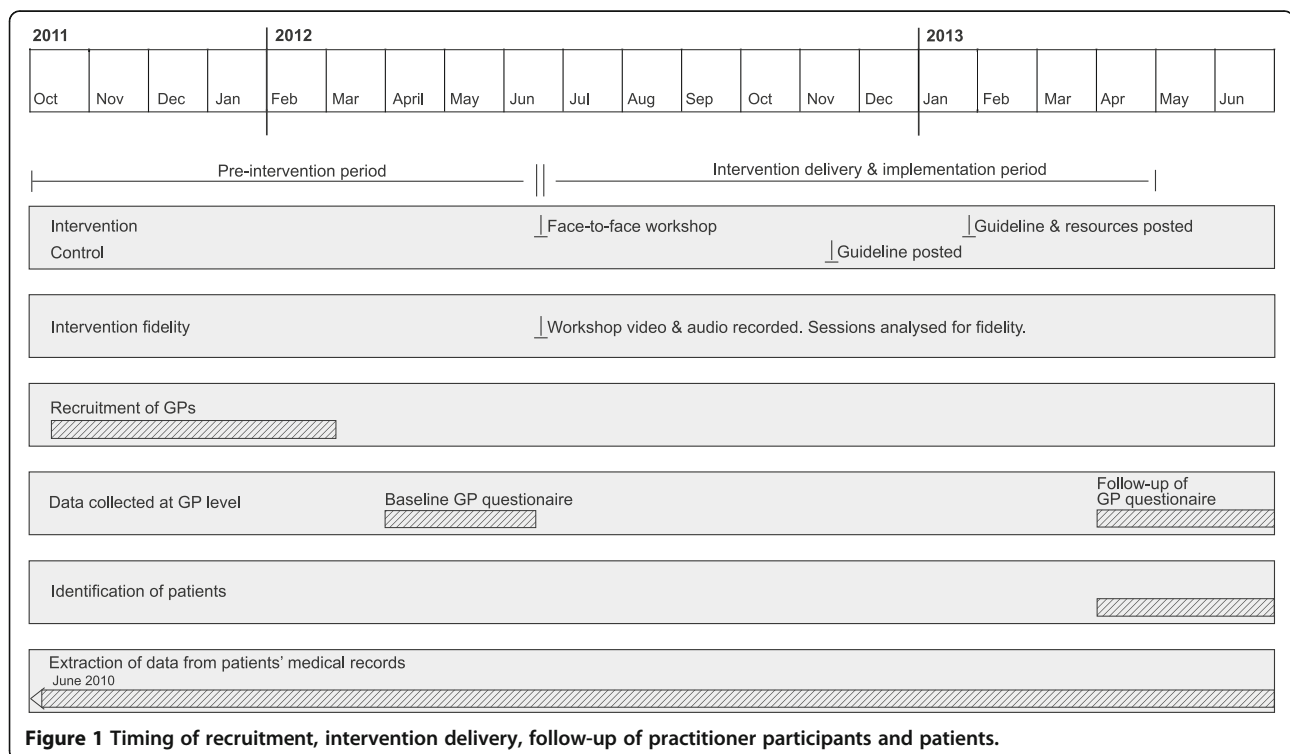 2011 2012 2013
Oct Nov Dec Jan Feb Mar April May Jun Jul Aug Sep Oct Nov Dec Jan Feb Mar Apr May Jun
Pre-intervention period Intervention delivery & implementation period
Intervention Face-to-face workshop Guideline & resources posted
Control Guideline posted
Intervention fidelity Workshop video & audio recorded. Sessions analysed for fidelity.
Recruitment of GPs
Data collected at GP level Baseline GP questionaire Follow-up of
GP questionaire
Identification of patients
Extraction of data from patients' medical records
June 2010
Figure 1 Timing of recruitment, intervention delivery, follow-up of practitioner participants and patients.